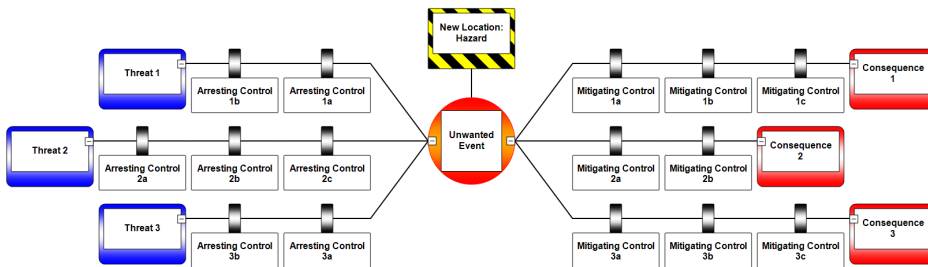 New Location:
Hazard
Threat 1
Arresting Control
1b
Arresting Control
1a
Mitigating Control
1a
Mitigating Control
1b
Mitigating Control
1c
Consequence
1
Threat 2
Arresting Control
2a
Arresting Control
2b
Arresting Control
2c
Unwanted
Event
Mitigating Control
2a
Mitigating Control
2b
Consequence
2
Threat 3
Arresting Control
3b
Arresting Control
3a
Mitigating Control
3a
Mitigating Control
3b
Mitigating Control
3c
Consequence
3